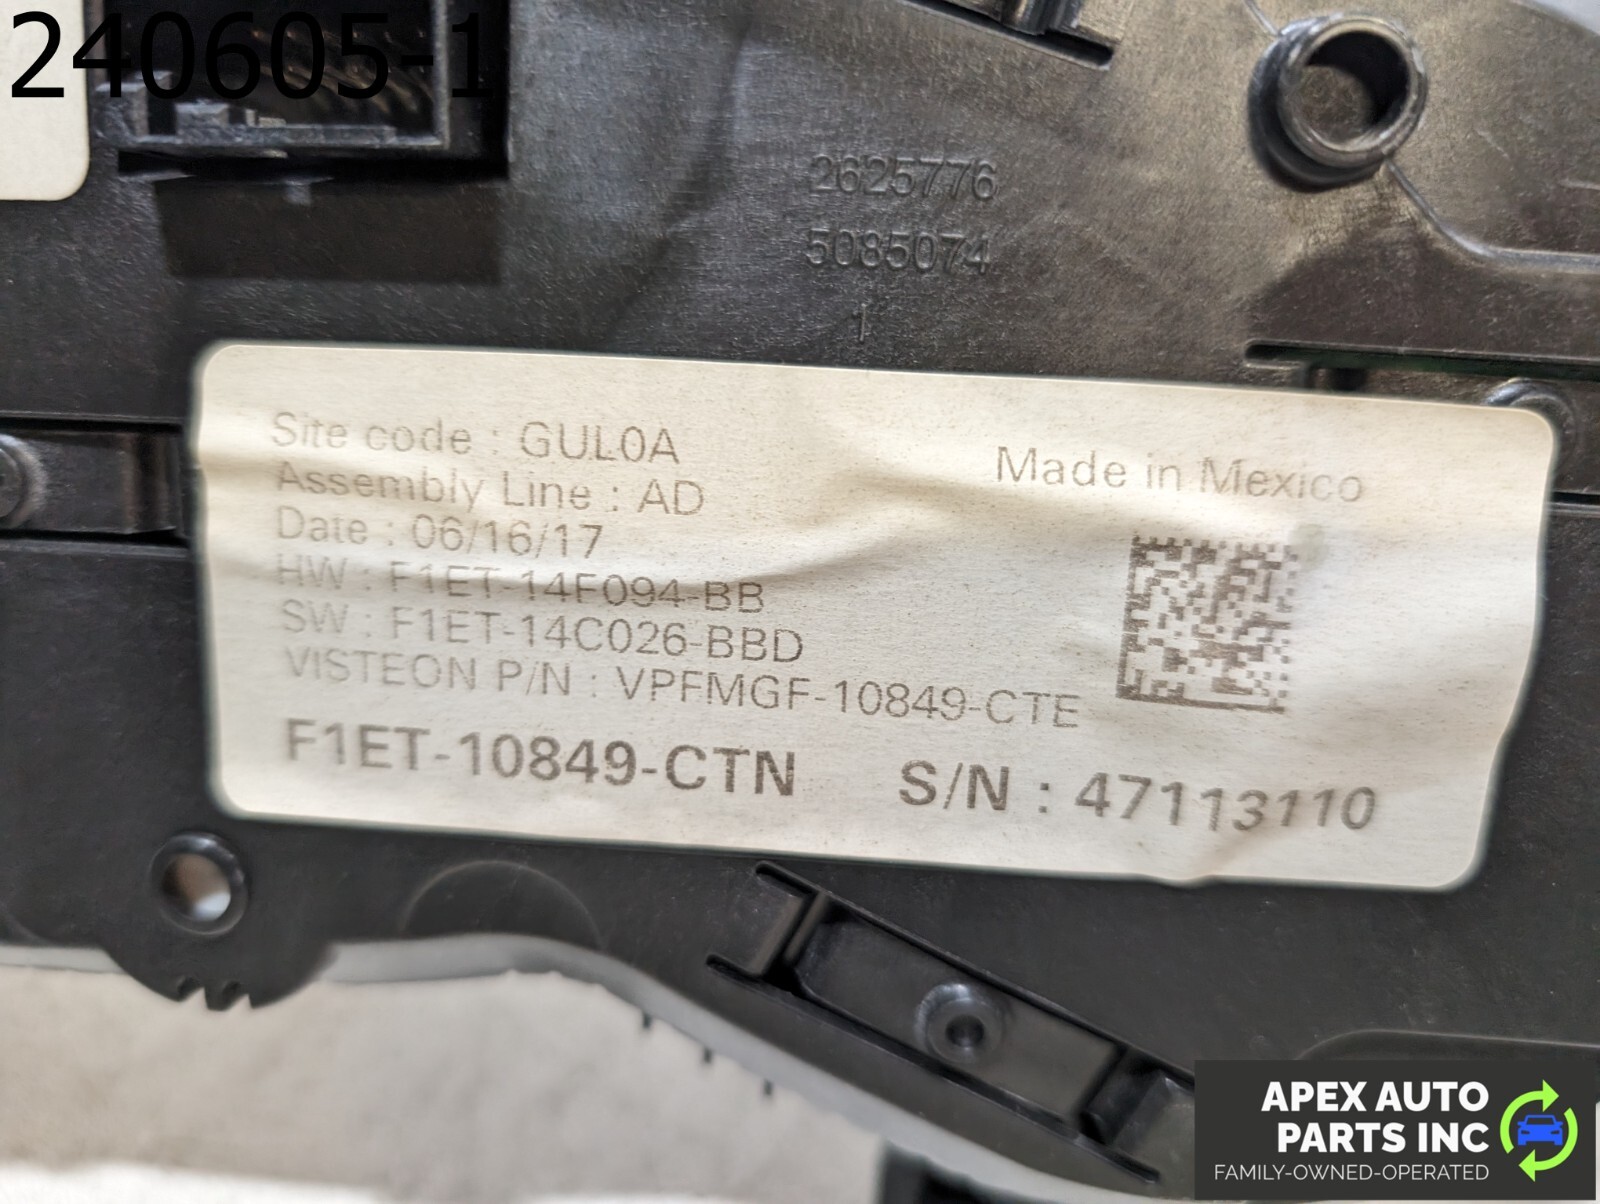 240605-1
2625776
5085074
1
Site code : GUL0A
Assembly Line : AD
Made in Mexico
Date : 06/16/17
HW : F1ET-14F094-BB
SW : F1ET-14C026-BBD
VISTEON P/N : VPFMGF-10849-CTE
F1ET-10849-CTN S/N : 47113110
APEX AUTO
PARTS INC
FAMILY-OWNED-OPERATED